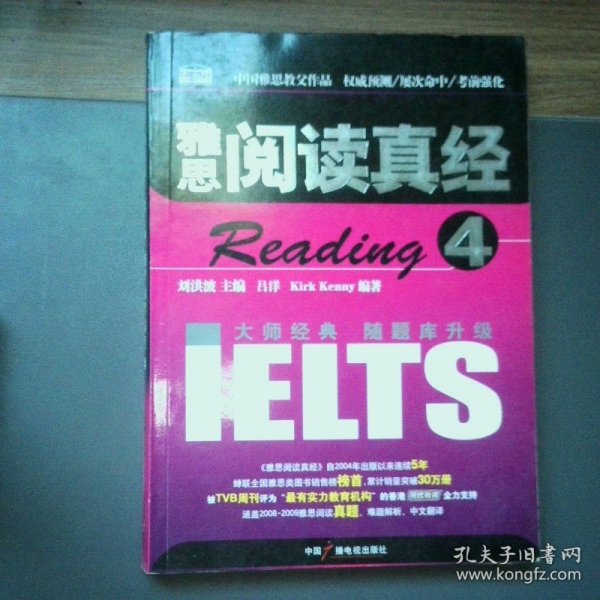 中国雅思教父作品 权威预测/屡次命中/考前强化
雅思 阅读真经
Reading 4
刘洪波 主编 吕洋 Kirk Kenny 编著
大师经典 随题库升级
IELTS
《雅思阅读真经》自2004年出版以来连续5年
蝉联全国雅思类图书销售榜榜首,累计销量突破30万册
被TVB周刊评为“最有实力教育机构”的香港 全力支持
涵盖2008-2009雅思阅读真题、难题解析、中文翻译
中国广播电视出版社
孔夫子旧书网
www.kongfz.com